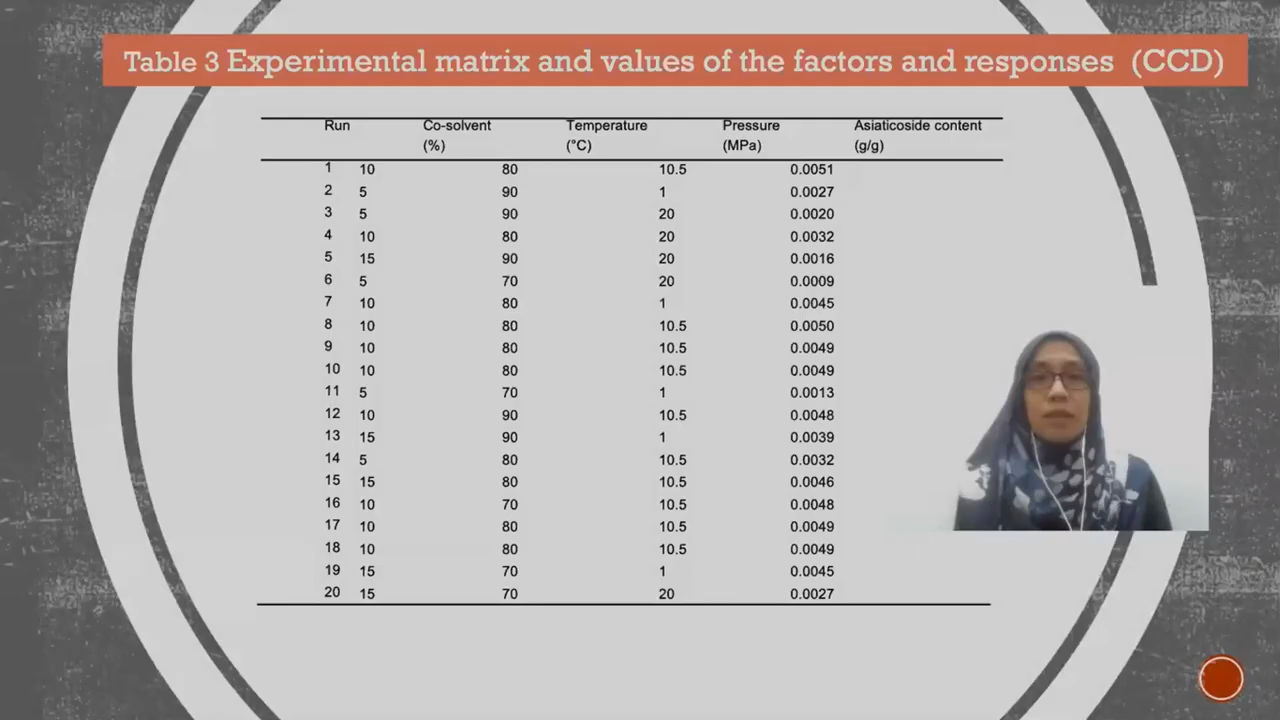 Table 3 Experimental matrix and values of the factors and responses (CCD)
Run Co-solvent Temperature Pressure Asiaticoside content
(%) (°C) (MPa) (g/g)
1 10 80 10.5 0.0051
2 5 90 1 0.0027
3 5 90 20 0.0020
4 10 80 20 0.0032
5 15 90 20 0.0016
6 5 70 20 0.0009
7 10 80 1 0.0045
8 10 80 10.5 0.0050
9 10 80 10.5 0.0049
10 10 80 10.5 0.0049
11 5 70 1 0.0013
12 10 90 10.5 0.0048
13 15 90 1 0.0039
14 5 80 10.5 0.0032
15 15 80 10.5 0.0046
16 10 70 10.5 0.0048
17 10 80 10.5 0.0049
18 10 80 10.5 0.0049
19 15 70 1 0.0045
20 15 70 20 0.0027